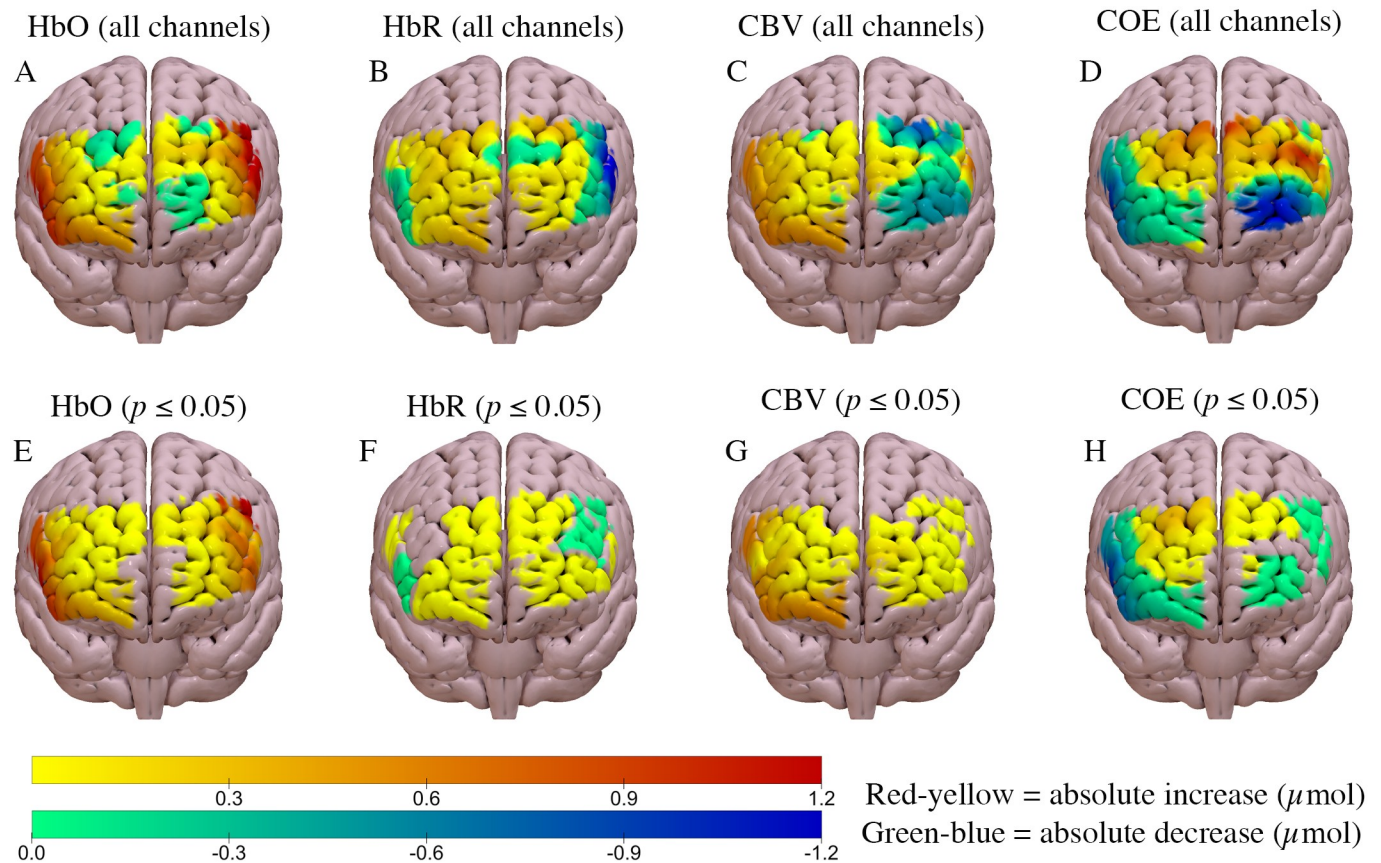 HbO (all channels)
HbR (all channels)
CBV (all channels)
COE (all channels)
A
B
C
D
HbO (p ≤ 0.05)
HbR (p ≤ 0.05)
CBV (p ≤ 0.05)
COE (p ≤ 0.05)
E
F
G
H
0.3 0.6 0.9 1.2
Red-yellow = absolute increase (μmol)
Green-blue = absolute decrease (μmol)
0.0 -0.3 -0.6 -0.9 -1.2